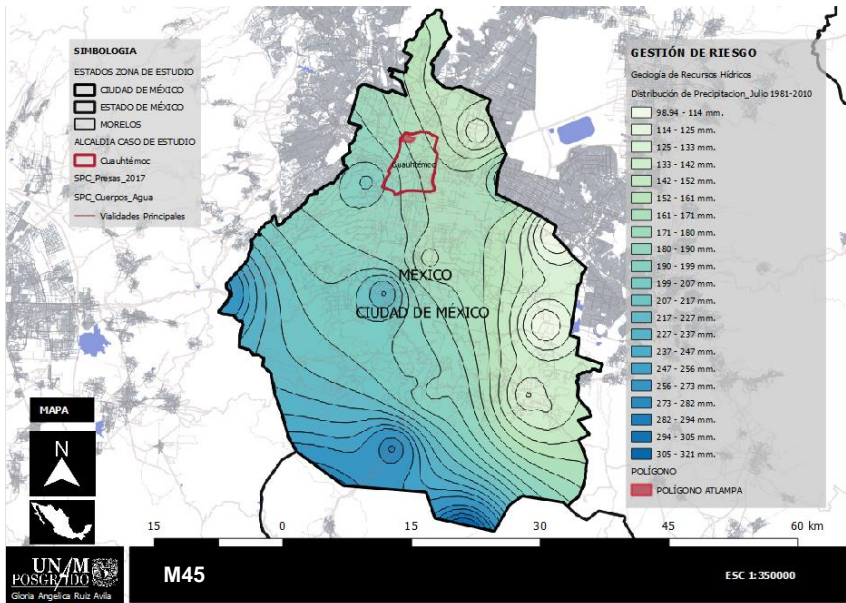 SIMBOLOGIA
ESTADOS ZONA DE ESTUDIO
CIUDAD DE MÉXICO
ESTADO DE MÉXICO
MORELOS
ALCALDIA CASO DE ESTUDIO
Cuauhtémoc
SPC_Presas_2017
SPC_Cuerpos_Agua
Vialidades Principales
Cuauhtémoc
MÉXICO
CIUDAD DE MÉXICO
GESTIÓN DE RIESGO
Geología de Recursos Hídricos
Distribución de Precipitacion_Julio 1981-2010
98.94 - 114 mm.
114 - 125 mm.
125 - 133 mm.
133 - 142 mm.
142 - 152 mm.
152 - 161 mm.
161 - 171 mm.
171 - 180 mm.
180 - 190 mm.
190 - 199 mm.
199 - 207 mm.
207 - 217 mm.
217 - 227 mm.
227 - 237 mm.
237 - 247 mm.
247 - 256 mm.
256 - 273 mm.
273 - 282 mm.
282 - 294 mm.
294 - 305 mm.
305 - 321 mm.
POLÍGONO
POLÍGONO ATLAMPA
MAPA
N
15 0 15 30 45 60 km
UNAM
POSGRADO
Gloria Angelica Ruiz Avila
M45
ESC 1:350000